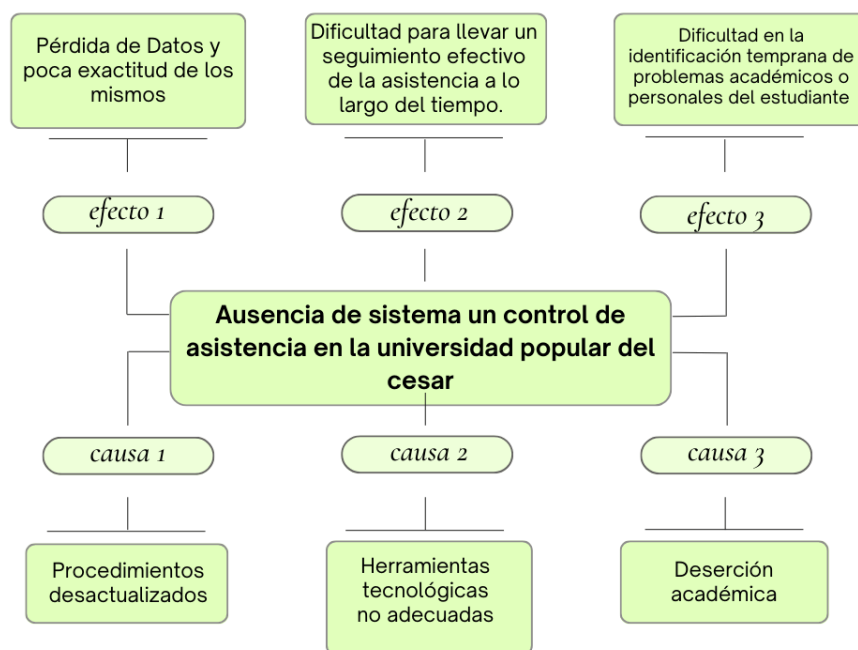 Pérdida de Datos y
poca exactitud de los
mismos
Dificultad para llevar un
seguimiento efectivo
de la asistencia a lo
largo del tiempo.
Dificultad en la
identificación temprana de
problemas académicos o
personales del estudiante
efecto 1
efecto 2
efecto 3
Ausencia de sistema un control de
asistencia en la universidad popular del
cesar
causa 1
causa 2
causa 3
Procedimientos
desactualizados
Herramientas
tecnológicas
no adecuadas
Deserción
académica